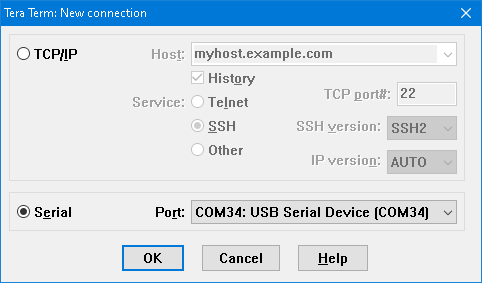 Tera Term: New connection
TCP/IP Host: myhost.example.com
History
Service: Telnet TCP port#: 22
SSH SSH version: SSH2
Other IP version: AUTO
Serial Port: COM34: USB Serial Device (COM34)
OK Cancel Help